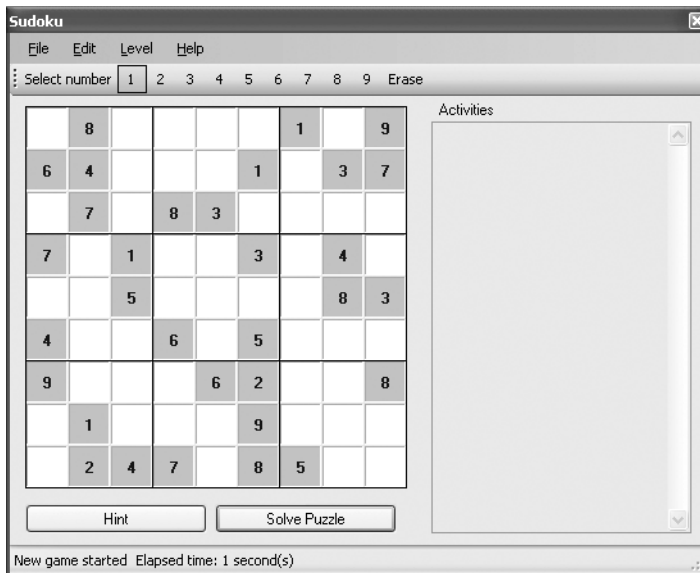 Sudoku
File Edit Level Help
Select number 1 2 3 4 5 6 7 8 9 Erase
Activities
8 1 9
6 4 1 3 7
7 8 3
7 1 3 4
5 8 3
4 6 5
9 6 2 8
1 9
2 4 7 8 5
Hint Solve Puzzle
New game started Elapsed time: 1 second(s)